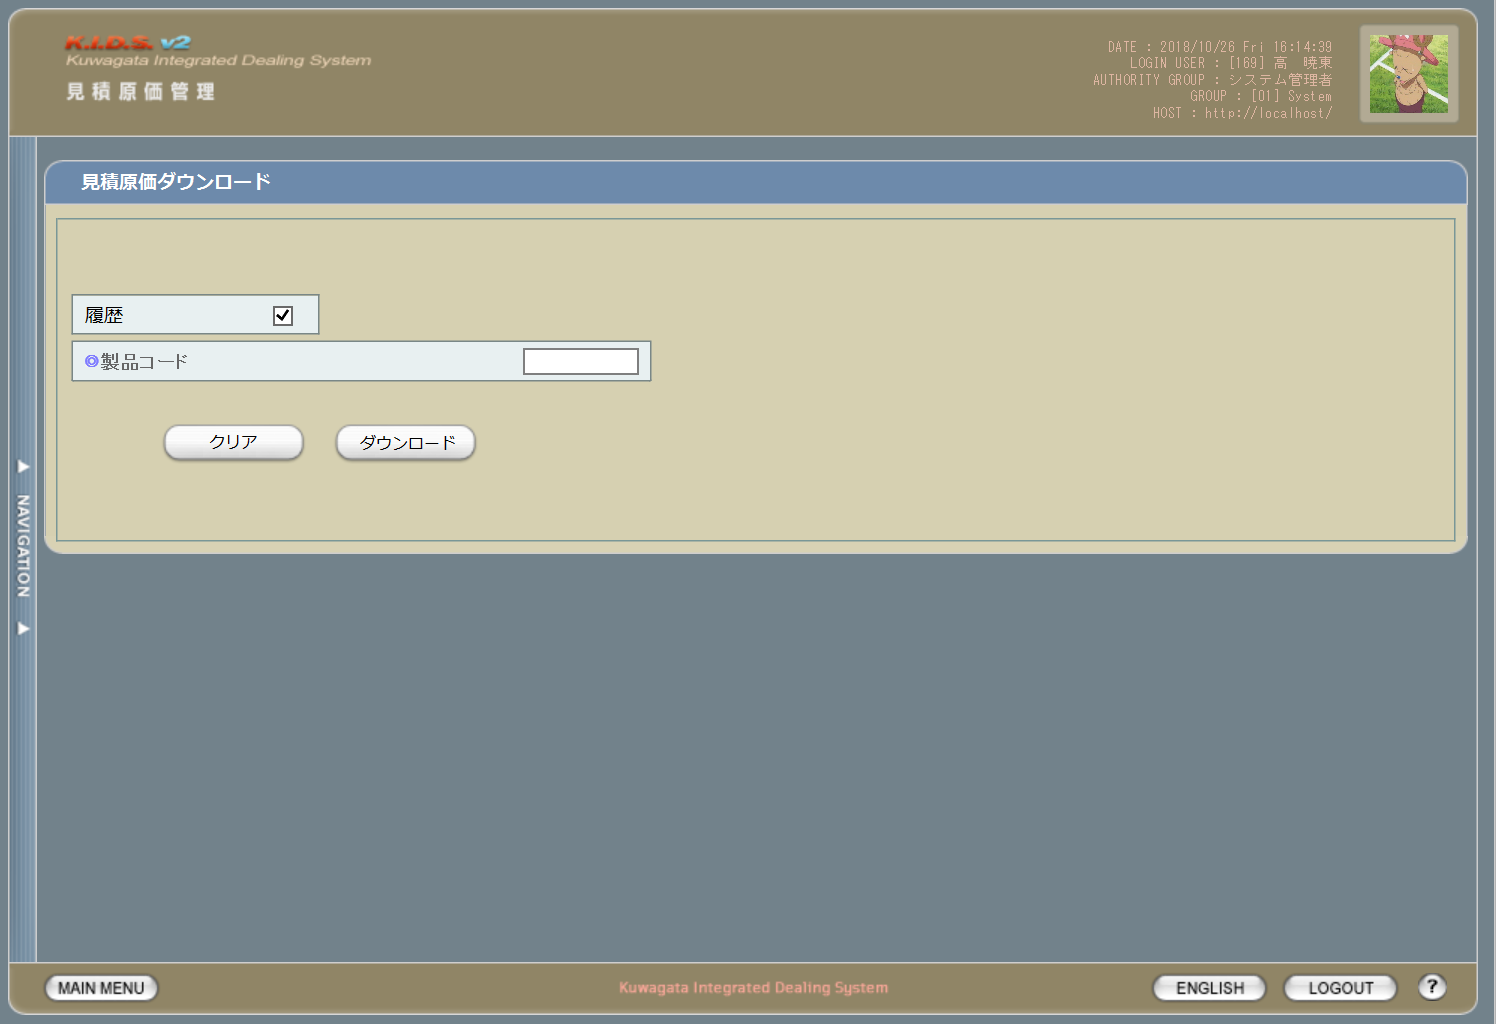 K.I.D.S. v2
Kuwagata Integrated Dealing System
見積原価管理
DATE : 2018/10/26 Fri 16:14:39
LOGIN USER : [169] 高　暁東
AUTHORITY GROUP : システム管理者
GROUP : [01] System
HOST : http://localhost/
見積原価ダウンロード
履歴
◎製品コード
クリア ダウンロード
NAVIGATION
MAIN MENU
Kuwagata Integrated Dealing System
ENGLISH LOGOUT ?